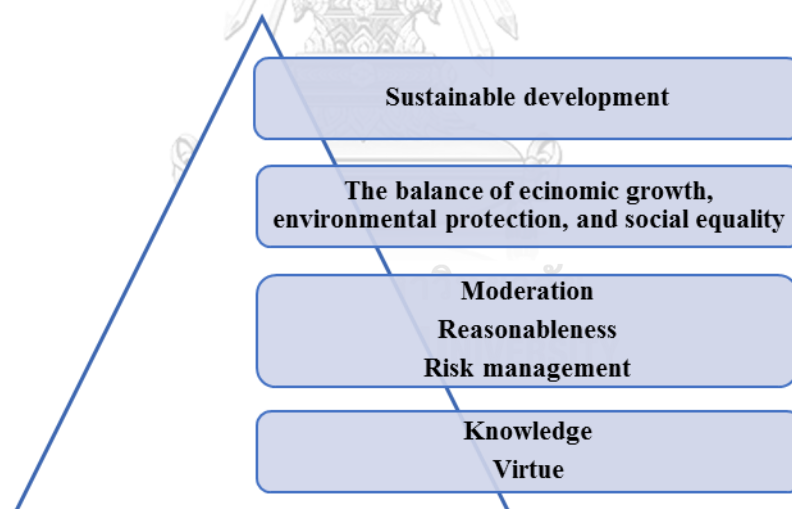 Sustainable development
The balance of ecinomic growth,
environmental protection, and social equality
Moderation
Reasonableness
Risk management
Knowledge
Virtue